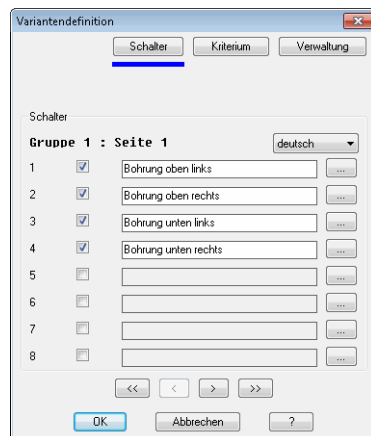 Variantendefinition
Schalter Kriterium Verwaltung
Schalter
Gruppe 1 : Seite 1 deutsch
1 Bohrung oben links ...
2 Bohrung oben rechts ...
3 Bohrung unten links ...
4 Bohrung unten rechts ...
5 ...
6 ...
7 ...
8 ...
<< < > >>
OK Abbrechen ?